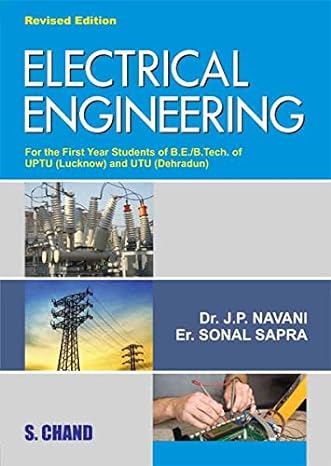 Revised Edition
ELECTRICAL
ENGINEERING
For the First Year Students of B.E./B.Tech. of
UPTU (Lucknow) and UTU (Dehradun)
Dr. J.P. NAVANI
Er. SONAL SAPRA
S. CHAND